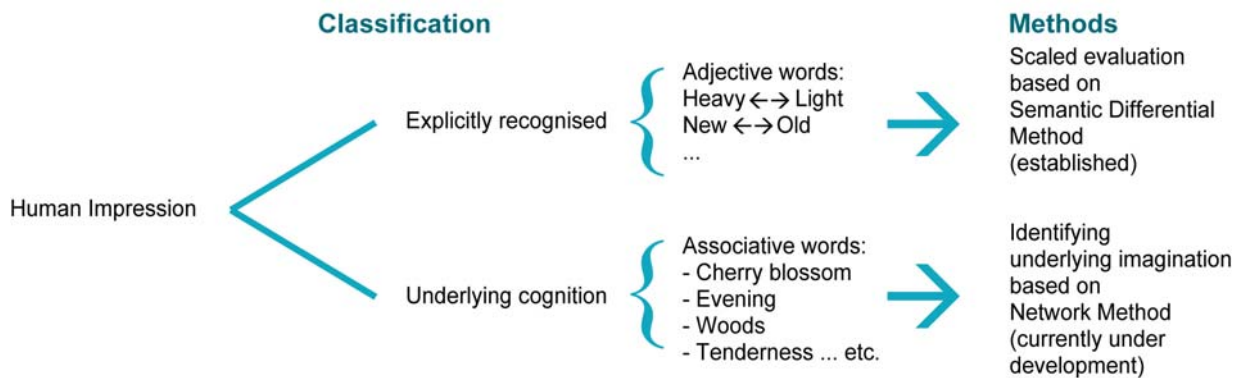 Classification
Methods
Human Impression
Explicitly recognised
Adjective words:
Heavy ←→ Light
New ←→ Old
...
Scaled evaluation
based on
Semantic Differential
Method
(established)
Underlying cognition
Associative words:
- Cherry blossom
- Evening
- Woods
- Tenderness ... etc.
Identifying
underlying imagination
based on
Network Method
(currently under
development)